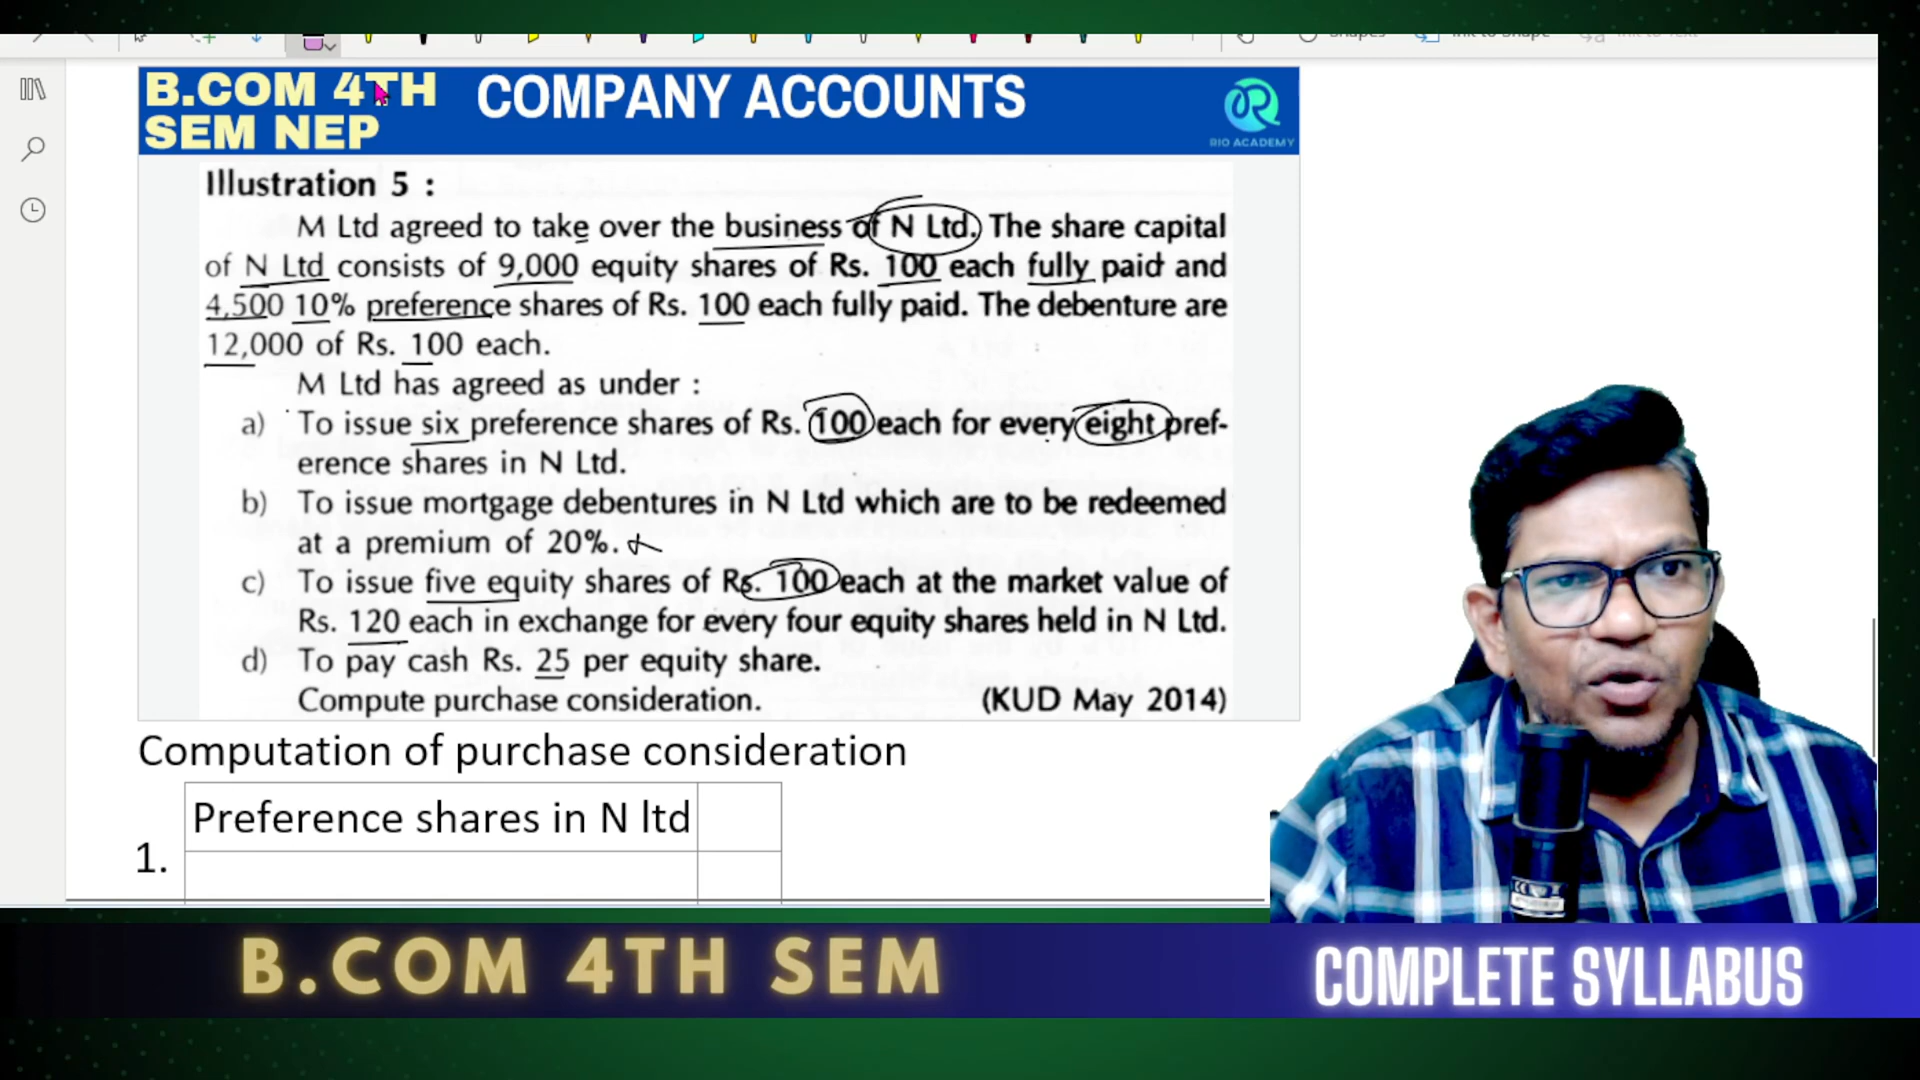 B.COM 4TH
SEM NEP
COMPANY ACCOUNTS
RIO ACADEMY
Illustration 5 :
M Ltd agreed to take over the business of N Ltd. The share capital
of N Ltd consists of 9,000 equity shares of Rs. 100 each fully paid and
4,500 10% preference shares of Rs. 100 each fully paid. The debenture are
12,000 of Rs. 100 each.
M Ltd has agreed as under :
a) To issue six preference shares of Rs. 100 each for every eight pref-
erence shares in N Ltd.
b) To issue mortgage debentures in N Ltd which are to be redeemed
at a premium of 20%.
c) To issue five equity shares of Rs. 100 each at the market value of
Rs. 120 each in exchange for every four equity shares held in N Ltd.
d) To pay cash Rs. 25 per equity share.
Compute purchase consideration. (KUD May 2014)
Computation of purchase consideration
Preference shares in N ltd
1.
B.COM 4TH SEM
COMPLETE SYLLABUS